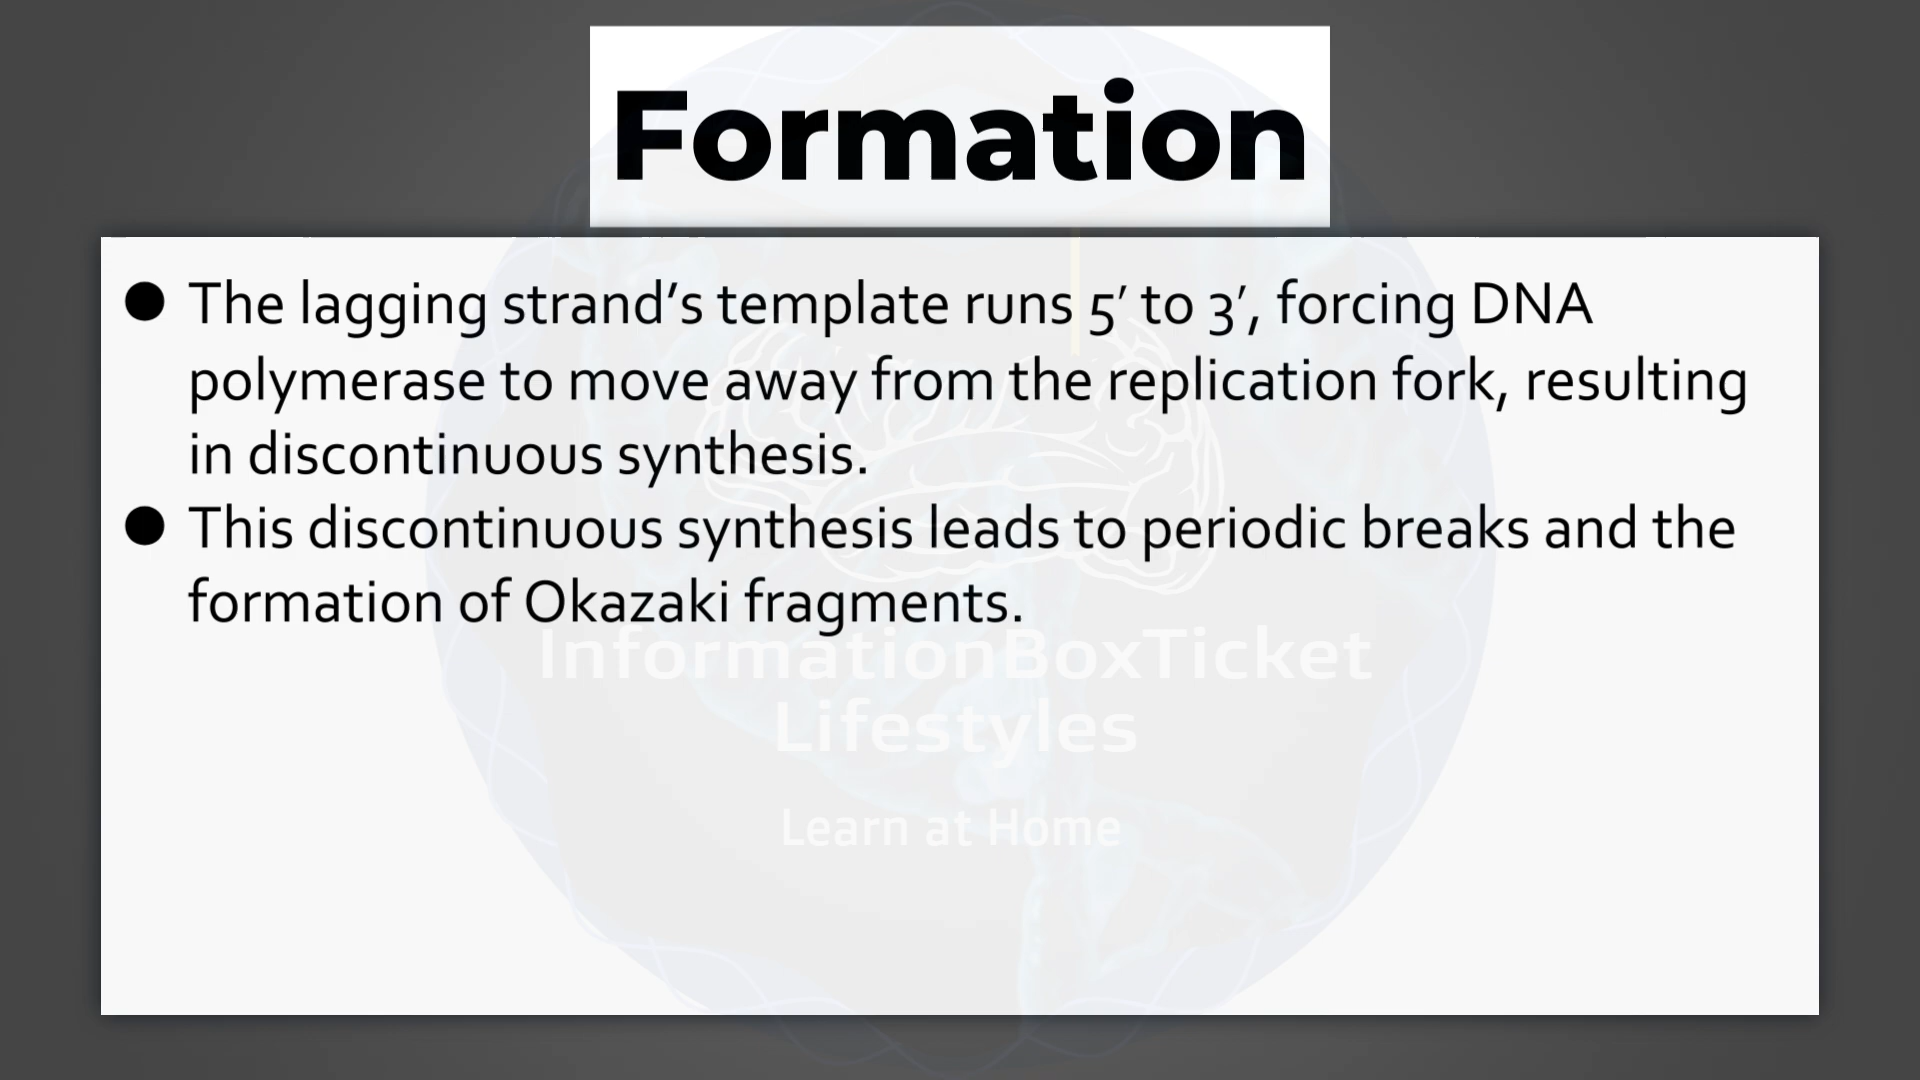 Formation
● The lagging strand’s template runs 5′ to 3′, forcing DNA
polymerase to move away from the replication fork, resulting
in discontinuous synthesis.
● This discontinuous synthesis leads to periodic breaks and the
formation of Okazaki fragments.
InformationBoxTicket
Lifestyles
Learn at Home